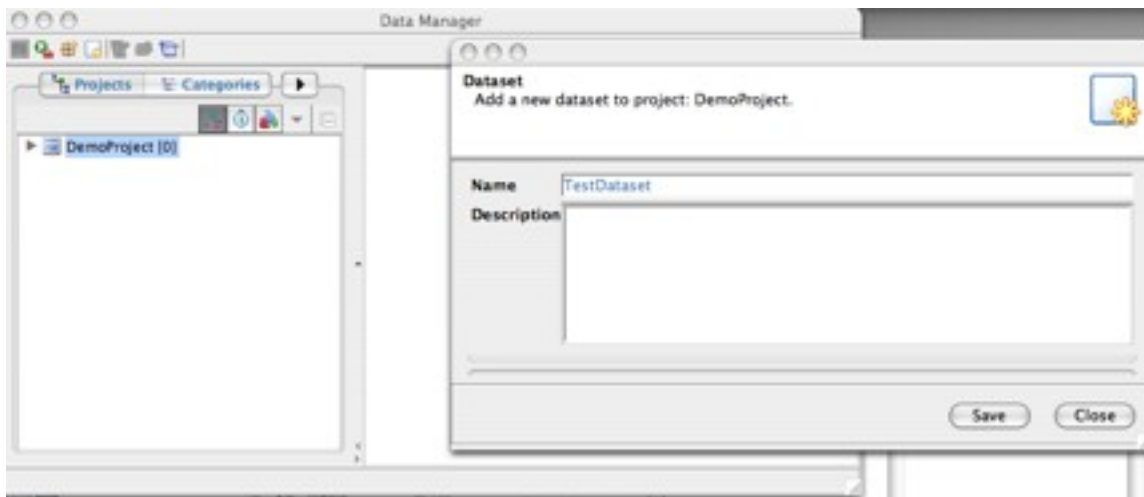 Data Manager
Projects
Categories
DemoProject [0]
Dataset
Add a new dataset to project: DemoProject.
Name
TestDataset
Description
Save
Close